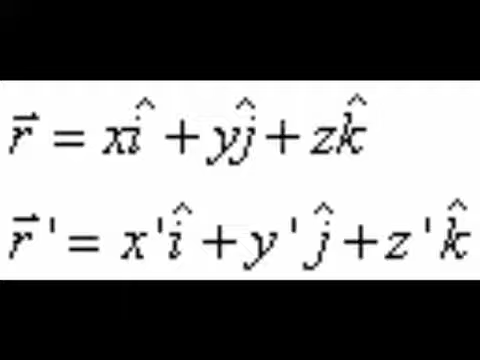 r⃗ = xî + yĵ + zk̂
r⃗ ' = x'î + y'ĵ + z'k̂